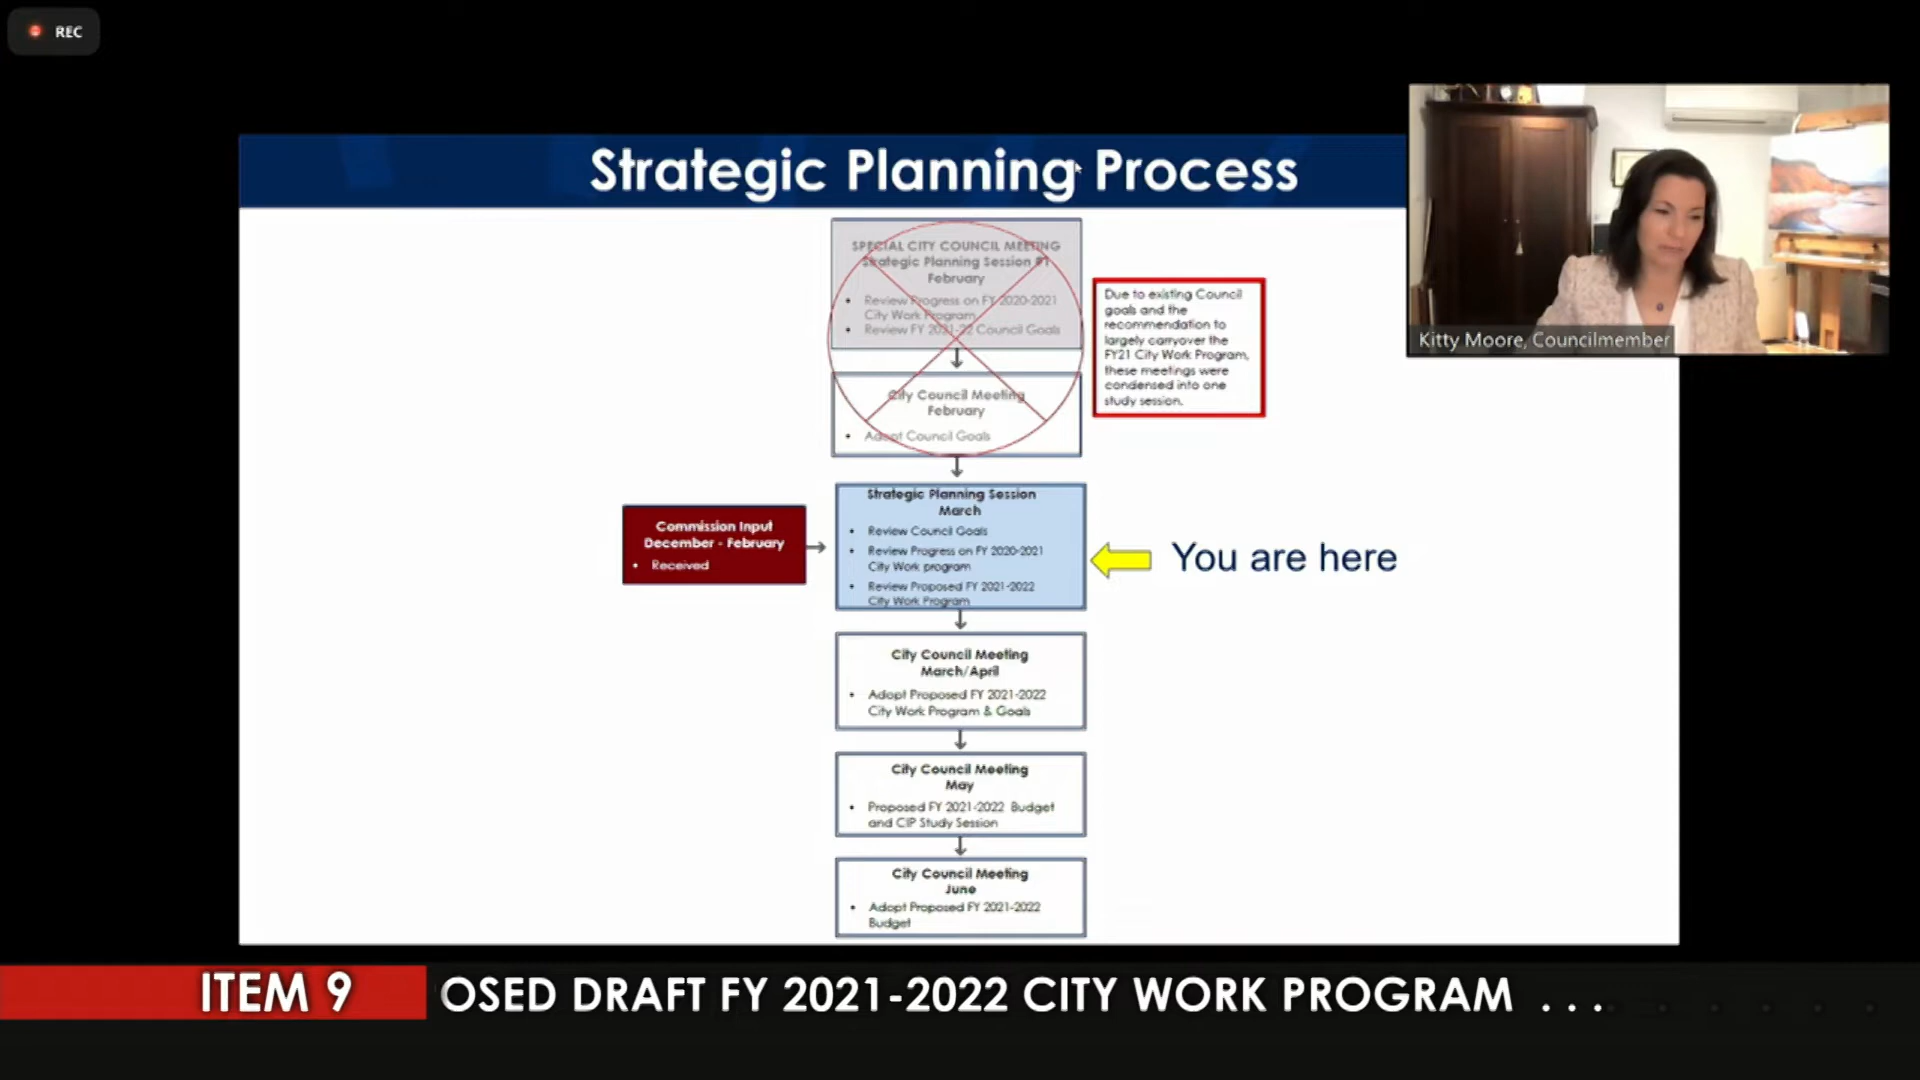 REC
Strategic Planning Process
SPECIAL CITY COUNCIL MEETING
Strategic Planning Session #1
February
• Review Progress on FY 2020-2021
City Work Program
• Review FY 2021-22 Council Goals
City Council Meeting
February
• Adopt Council Goals
Due to existing Council
goals and the
recommendation to
largely carryover the
FY21 City Work Program,
these meetings were
condensed into one
study session.
Kitty Moore, Councilmember
Commission Input
December - February
• Received
Strategic Planning Session
March
• Review Council Goals
• Review Progress on FY 2020-2021
City Work program
• Review Proposed FY 2021-2022
City Work Program
You are here
City Council Meeting
March/April
• Adopt Proposed FY 2021-2022
City Work Program & Goals
City Council Meeting
May
• Proposed FY 2021-2022 Budget
and CIP Study Session
City Council Meeting
June
• Adopt Proposed FY 2021-2022
Budget
ITEM 9
OSED DRAFT FY 2021-2022 CITY WORK PROGRAM . . .